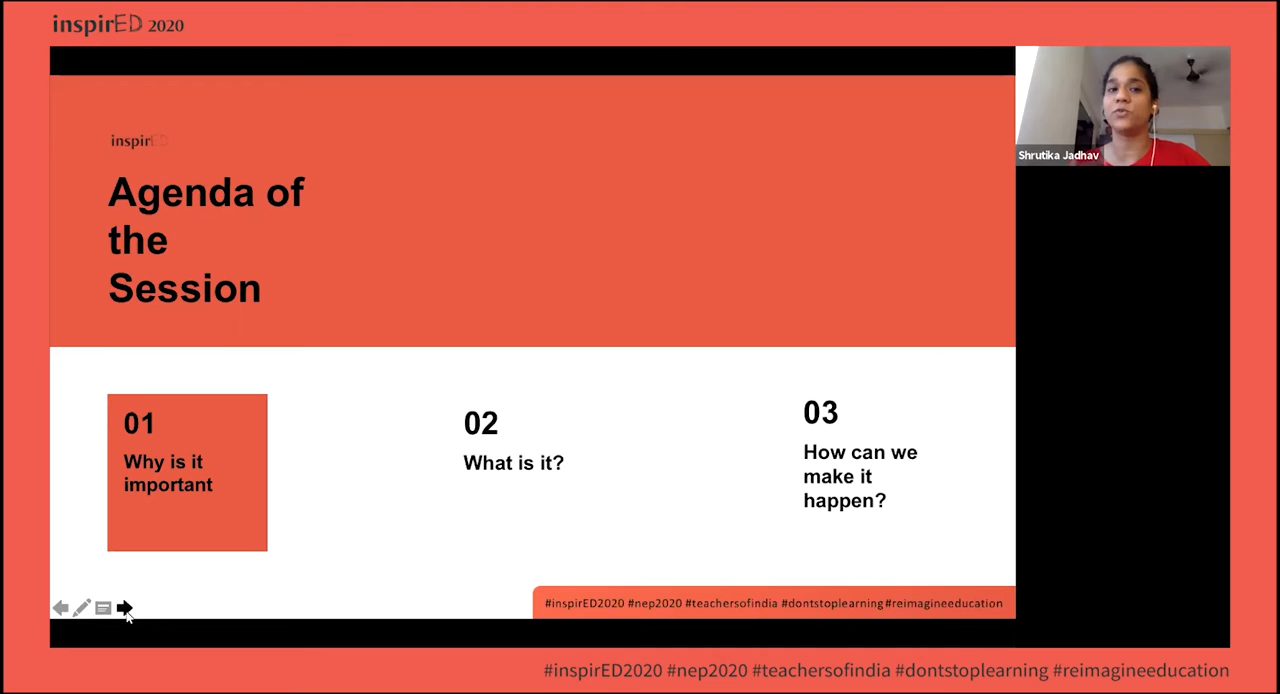 inspirED 2020
inspirED
Agenda of
the
Session
Shrutika Jadhav
01
Why is it
important
02
What is it?
03
How can we
make it
happen?
#inspirED2020 #nep2020 #teachersofindia #dontstoplearning #reimagineeducation
#inspirED2020 #nep2020 #teachersofindia #dontstoplearning #reimagineeducation